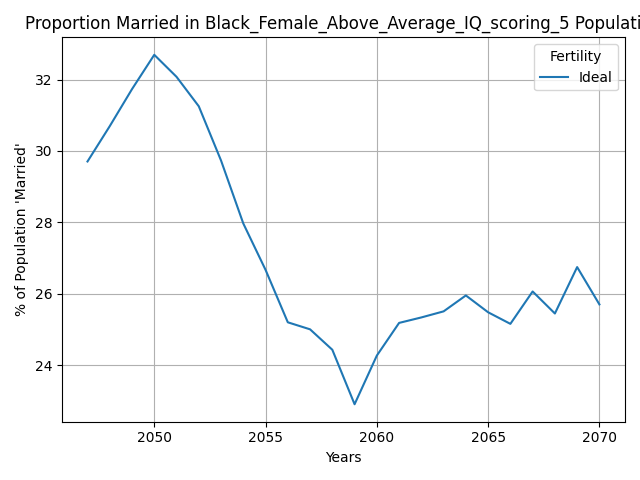 Proportion Married in Black_Female_Above_Average_IQ_scoring_5 Populati
Fertility
Ideal
% of Population 'Married'
32
30
28
26
24
2050 2055 2060 2065 2070
Years